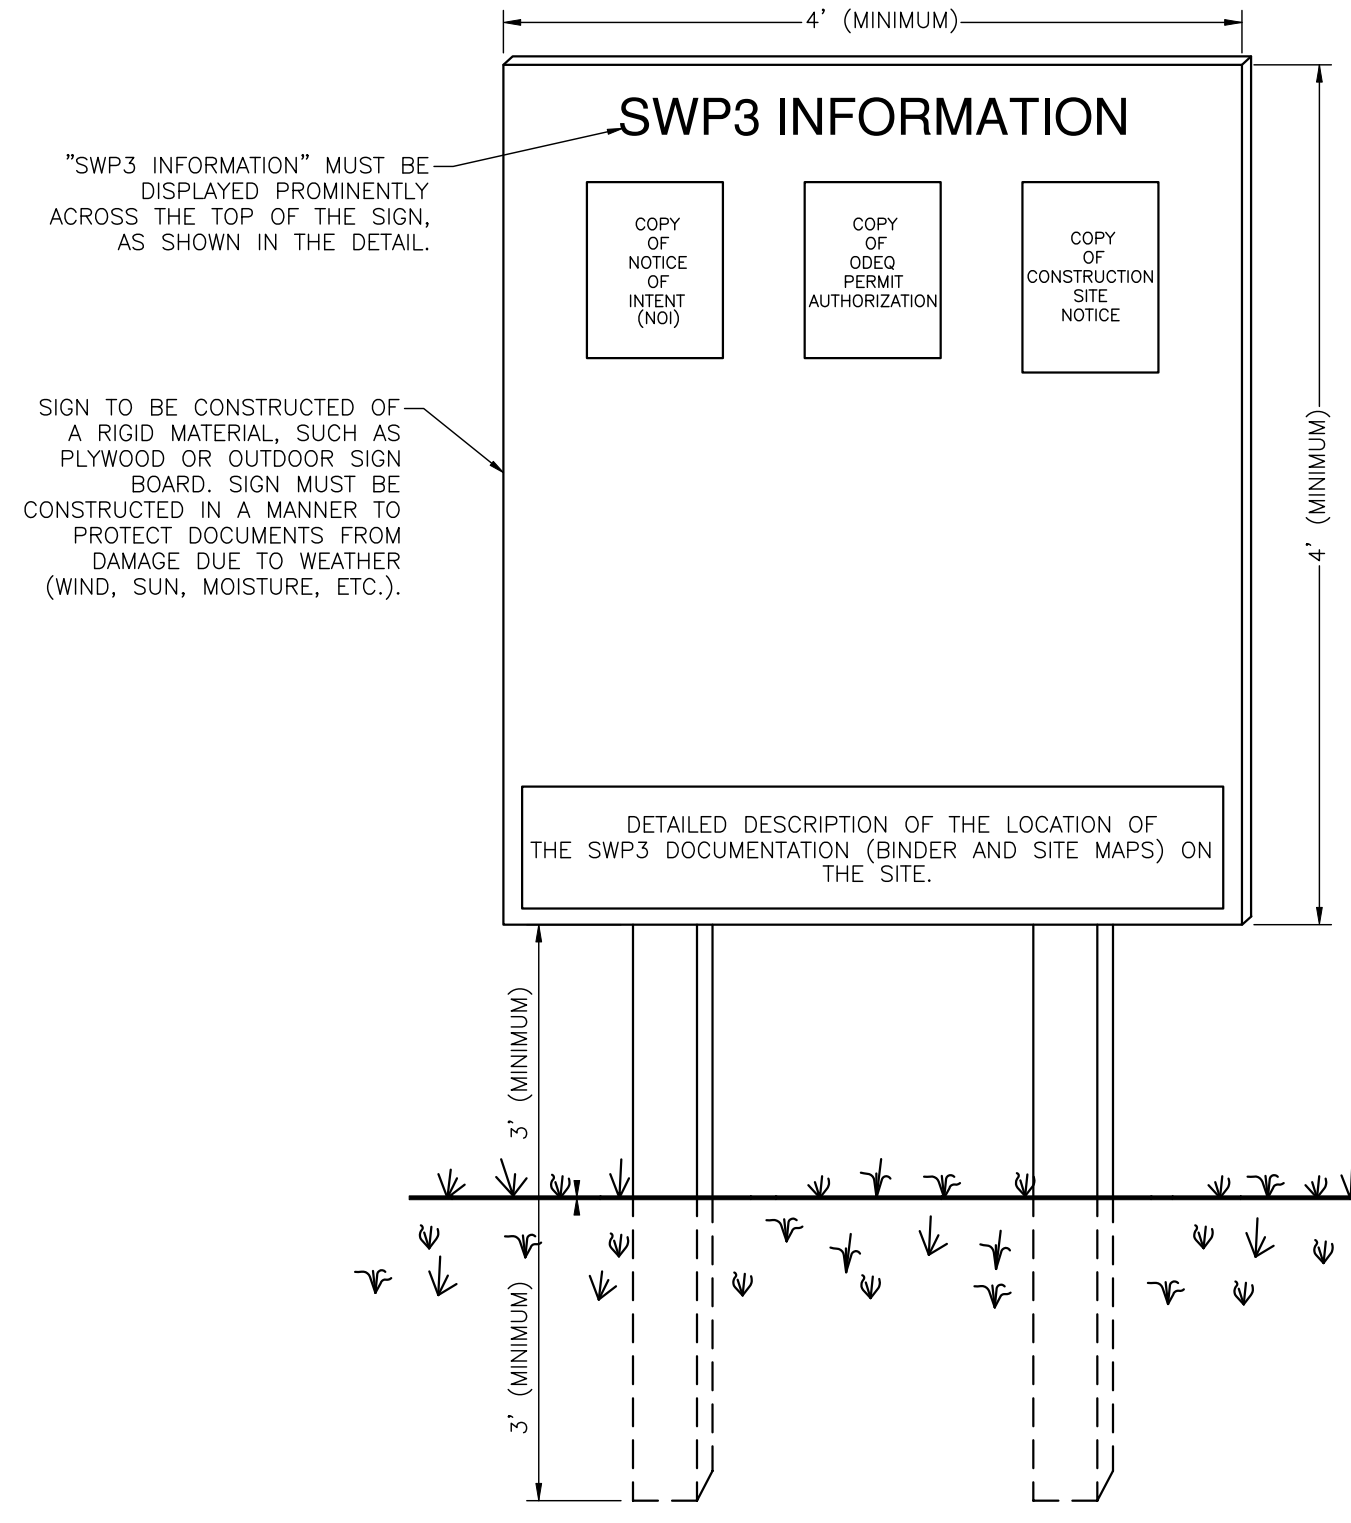 4' (MINIMUM)
SWP3 INFORMATION
"SWP3 INFORMATION" MUST BE
DISPLAYED PROMINENTLY
ACROSS THE TOP OF THE SIGN,
AS SHOWN IN THE DETAIL.
COPY
OF
NOTICE
OF
INTENT
(NOI)
COPY
OF
ODEQ
PERMIT
AUTHORIZATION
COPY
OF
CONSTRUCTION
SITE
NOTICE
SIGN TO BE CONSTRUCTED OF
A RIGID MATERIAL, SUCH AS
PLYWOOD OR OUTDOOR SIGN
BOARD. SIGN MUST BE
CONSTRUCTED IN A MANNER TO
PROTECT DOCUMENTS FROM
DAMAGE DUE TO WEATHER
(WIND, SUN, MOISTURE, ETC.).
4' (MINIMUM)
DETAILED DESCRIPTION OF THE LOCATION OF
THE SWP3 DOCUMENTATION (BINDER AND SITE MAPS) ON
THE SITE.
3' (MINIMUM)
3' (MINIMUM)